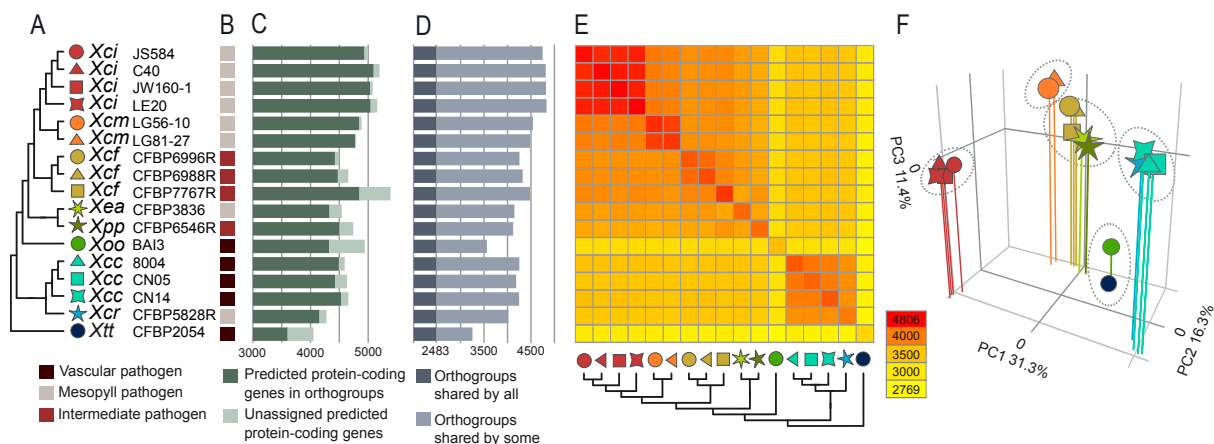 A B C D E F
Xci JS584
Xci C40
Xci JW160-1
Xci LE20
Xcm LG56-10
Xcm LG81-27
Xcf CFBP6996R
Xcf CFBP6988R
Xcf CFBP7767R
Xea CFBP3836
Xpp CFBP6546R
Xoo BAI3
Xcc 8004
Xcc CN05
Xcc CN14
Xcr CFBP5828R
Xtt CFBP2054
Vascular pathogen
Mesopyll pathogen
Intermediate pathogen
3000 4000 5000
Predicted protein-coding
genes in orthogroups
Unassigned predicted
protein-coding genes
2483 3500 4500
Orthogroups
shared by all
Orthogroups
shared by some
4806
4000
3500
3000
2769
PC3 11.4%
0
0
PC1 31.3%
0
PC2 16.3%